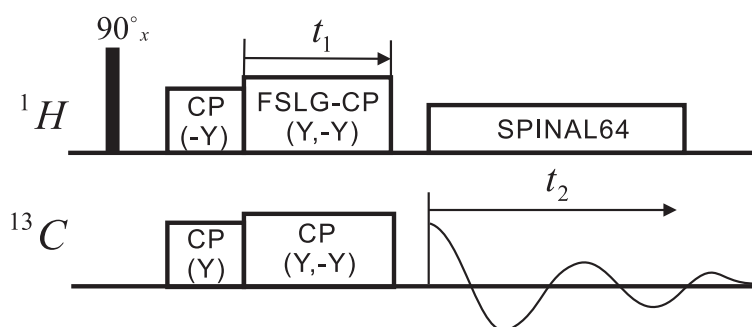 90°x
t1
1H
CP
(-Y)
FSLG-CP
(Y,-Y)
SPINAL64
t2
13C
CP
(Y)
CP
(Y,-Y)